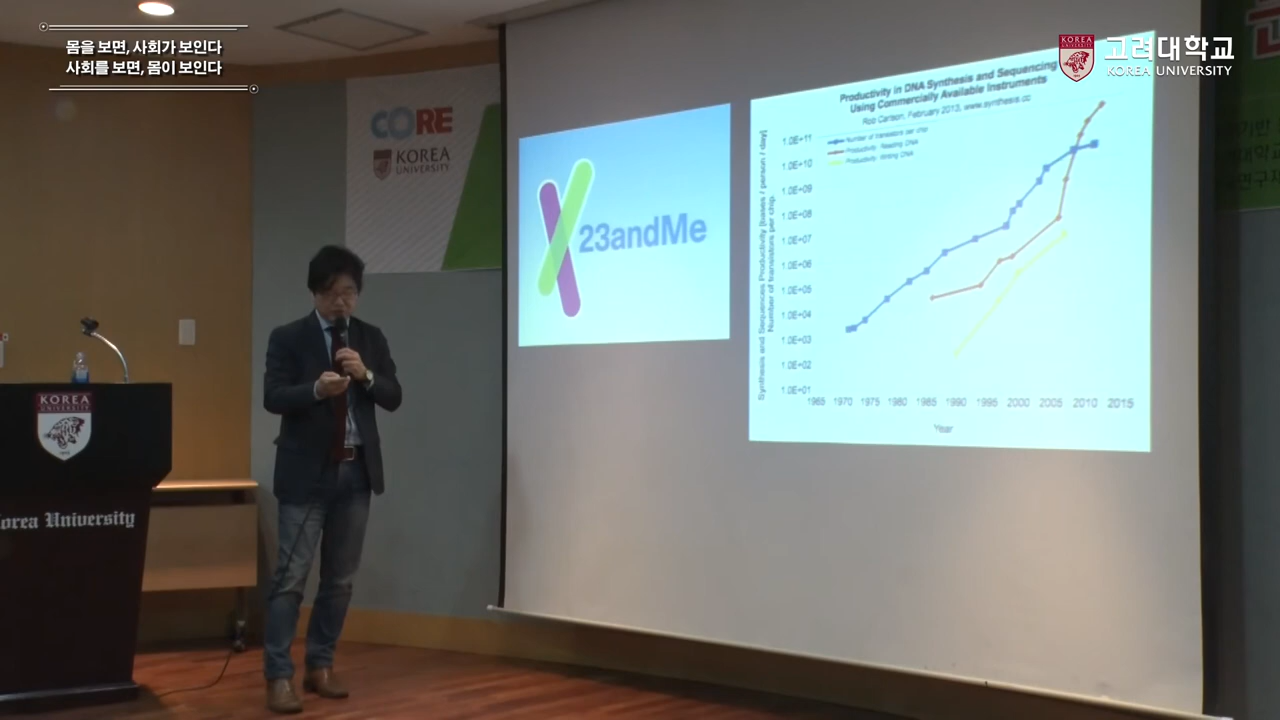 몸을 보면, 사회가 보인다
사회를 보면, 몸이 보인다
KOREA
고려대학교
KOREA UNIVERSITY
CORE
KOREA
UNIVERSITY
23andMe
Productivity in DNA Synthesis and Sequencing
Using Commercially Available Instruments
Rob Carlson, February 2013, www.synthesis.cc
Number of transistors per chip
Productivity: Reading DNA
Productivity: Writing DNA
Synthesis and Sequences Productivity [bases / person / day]
Number of transistors per chip
1.0E+11
1.0E+10
1.0E+09
1.0E+08
1.0E+07
1.0E+06
1.0E+05
1.0E+04
1.0E+03
1.0E+02
1.0E+01
1965 1970 1975 1980 1985 1990 1995 2000 2005 2010 2015
Year
KOREA
UNIVERSITY
1905
orea University